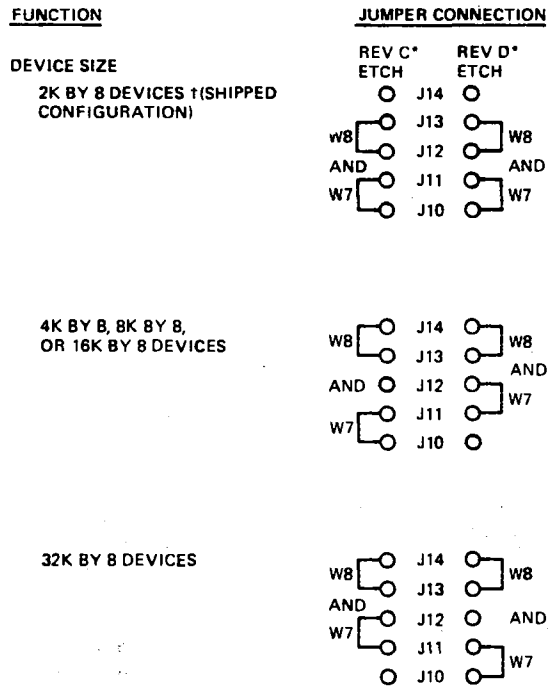 FUNCTION JUMPER CONNECTION
REV C* REV D*
DEVICE SIZE ETCH ETCH
2K BY 8 DEVICES †(SHIPPED J14
CONFIGURATION) J13
W8 W8
J12
AND AND
J11
W7 W7
J10
4K BY B, 8K BY 8, J14
W8 W8
OR 16K BY 8 DEVICES J13
AND
AND J12
W7
J11
W7
J10
32K BY 8 DEVICES J14
W8 W8
J13
AND J12 AND
W7
J11
W7
J10